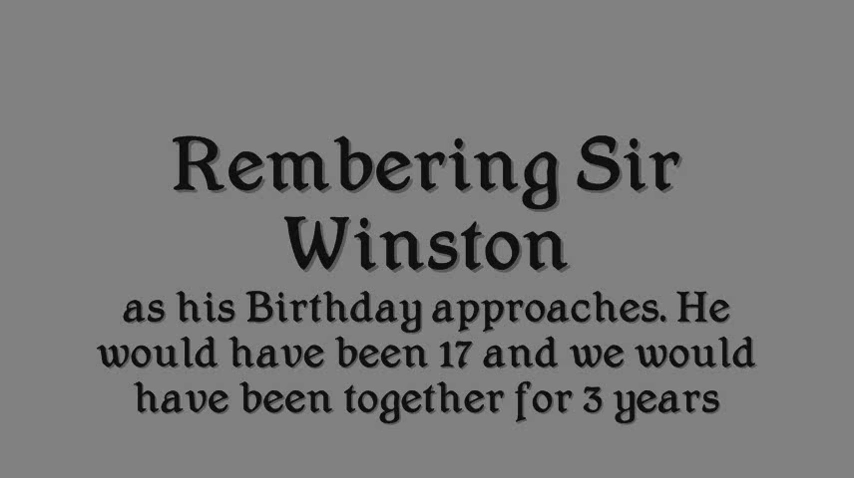 Rembering Sir
Winston
as his Birthday approaches. He
would have been 17 and we would
have been together for 3 years